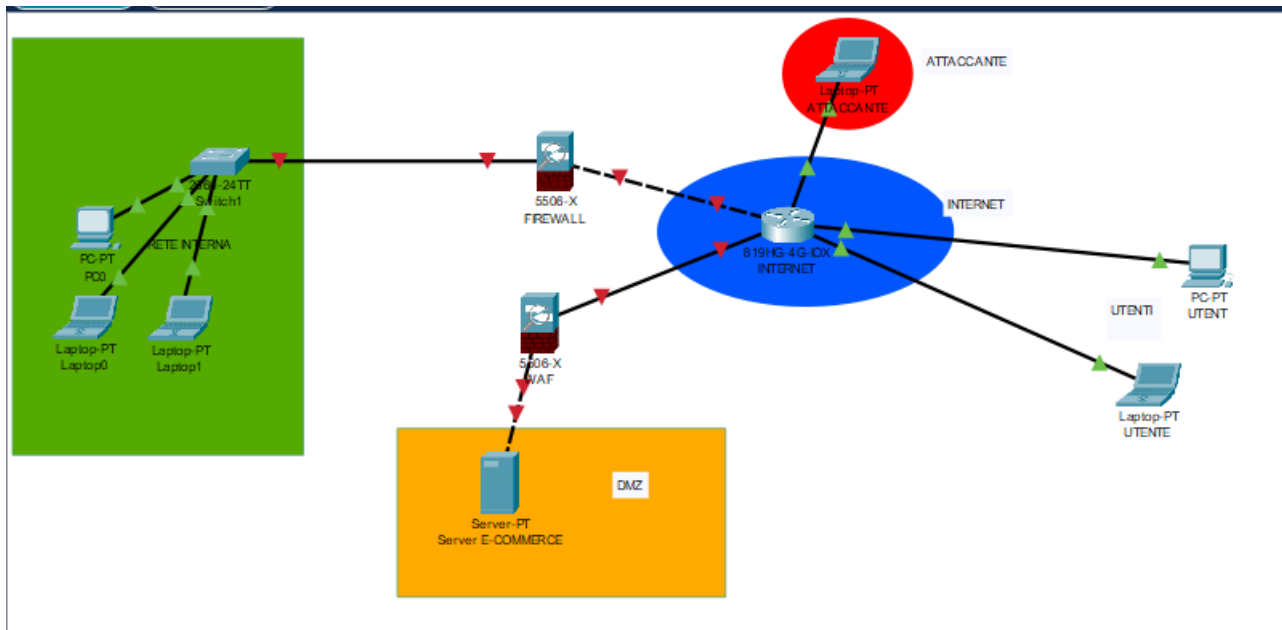 ATTACCANTE
Laptop-PT
ATTACCANTE
5506-X
FIREWALL
Switch1
INTERNET
819HG-4G-IOX
INTERNET
RETE INTERNA
PC-PT
PC0
PC-PT
UTENT
UTENTI
Laptop-PT
Laptop0
Laptop-PT
Laptop1
5506-X
WAF
Laptop-PT
UTENTE
DMZ
Server-PT
Server E-COMMERCE